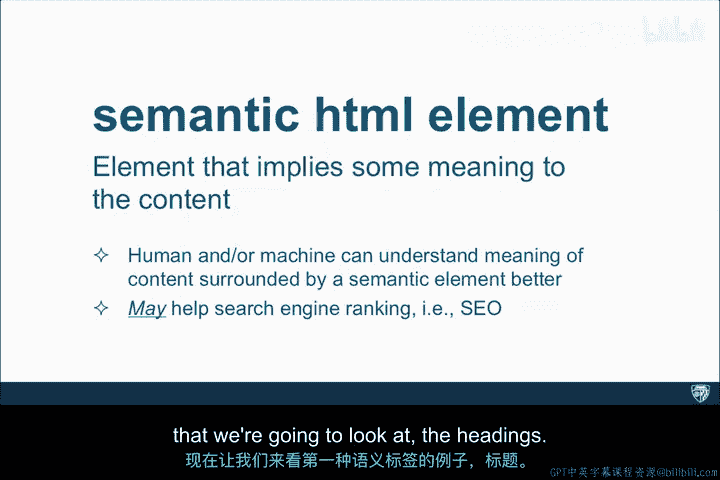 bilibili
semantic html element
Element that implies some meaning to
the content
✧ Human and/or machine can understand meaning of
content surrounded by a semantic element better
✧ May help search engine ranking, i.e., SEO
GPT
that we're going to look at, the headings.
现在让我们来看第一种语义标签的例子，标题。
GPT中英字幕课程资源@bilibili.com